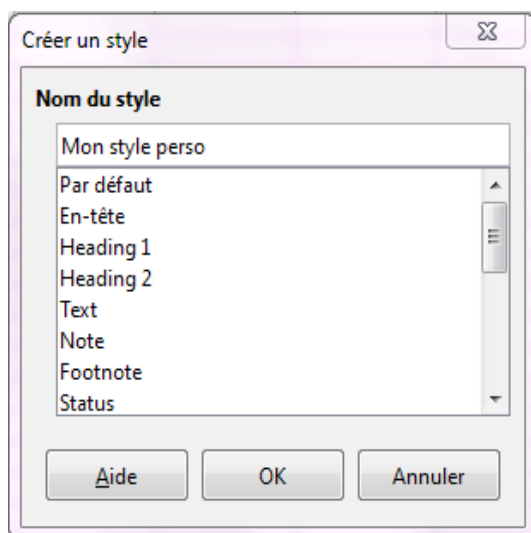 Créer un style
Nom du style
Mon style perso
Par défaut
En-tête
Heading 1
Heading 2
Text
Note
Footnote
Status
Aide OK Annuler